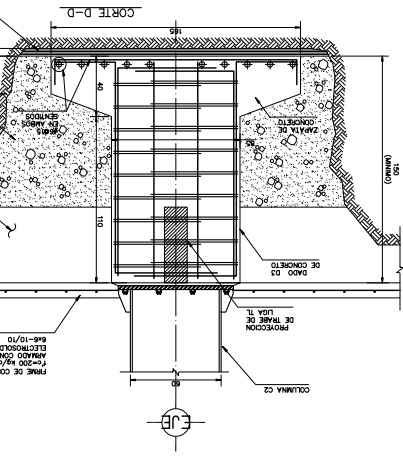 EJE
COLUMNA C2
60
FIRME DE CO
f'c=200 kg/c
ARMADO CON
ELECTROSOLD
6x6-10/10
PROYECCION
DE TRABE DE
LIGA TL
DADO D3
DE CONCRETO
110
150
(MINIMO)
ZAPATA DE
CONCRETO
EN AMBOS
SENTIDOS
40
165
CORTE D-D